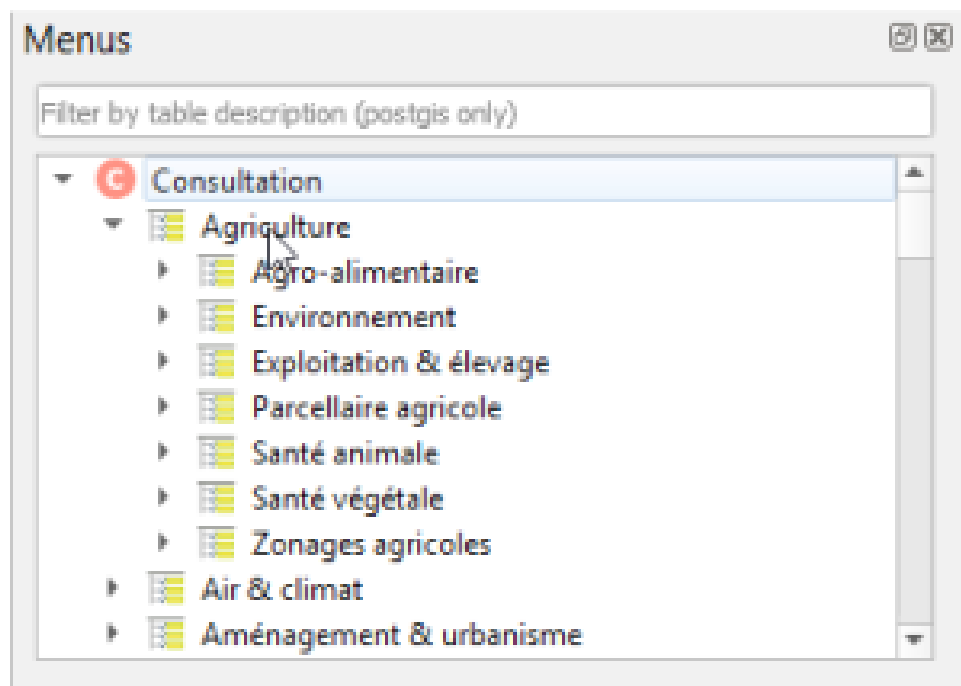 Menus
Filter by table description (postgis only)
C Consultation
Agriculture
Agro-alimentaire
Environnement
Exploitation & élevage
Parcellaire agricole
Santé animale
Santé végétale
Zonages agricoles
Air & climat
Aménagement & urbanisme